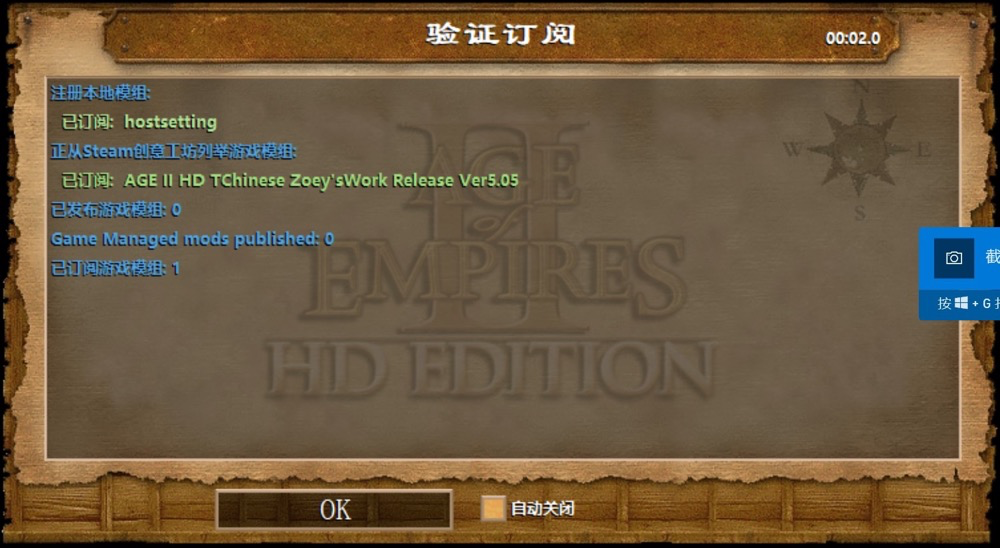 验证订阅
00:02.0
注册本地模组:
已订阅: hostsetting
正从Steam创意工坊列举游戏模组:
已订阅: AGE II HD TChinese Zoey'sWork Release Ver5.05
已发布游戏模组: 0
Game Managed mods published: 0
已订阅游戏模组: 1
N
W
E
S
AGE
of
EMPIRES
II
HD EDITION
截
按 + G
OK
自动关闭